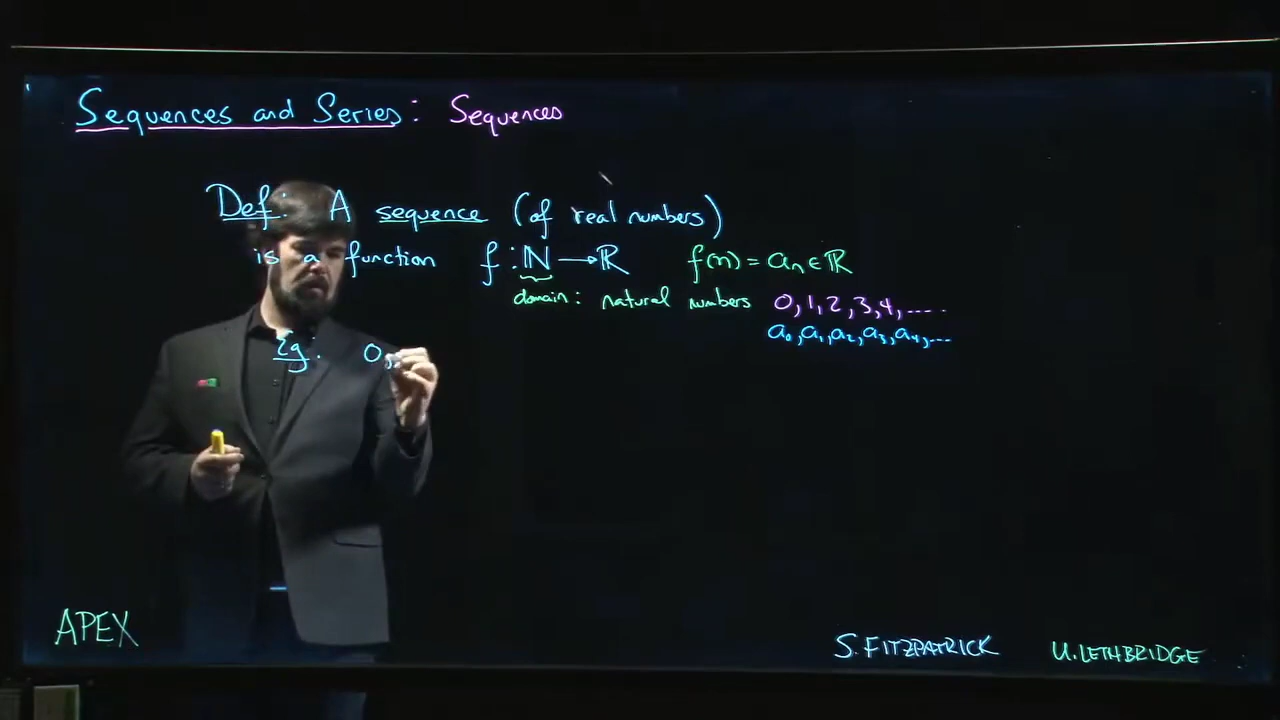 Sequences and Series: Sequences
Def: A sequence (of real numbers)
is a function f: ℕ → ℝ f(n) = aₙ ∈ ℝ
domain: natural numbers 0, 1, 2, 3, 4, ....
a₀, a₁, a₂, a₃, a₄, ...
Eg: 0,
APEX
S. FITZPATRICK
U. LETHBRIDGE